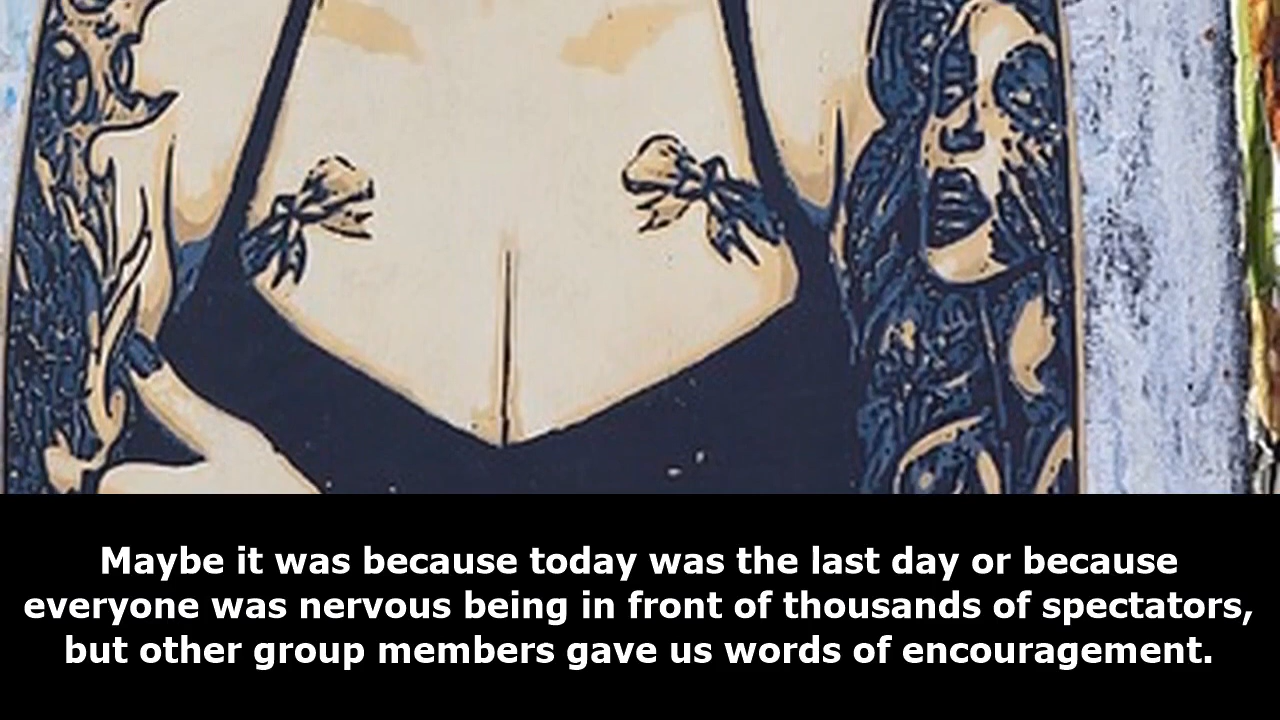 Maybe it was because today was the last day or because
everyone was nervous being in front of thousands of spectators,
but other group members gave us words of encouragement.